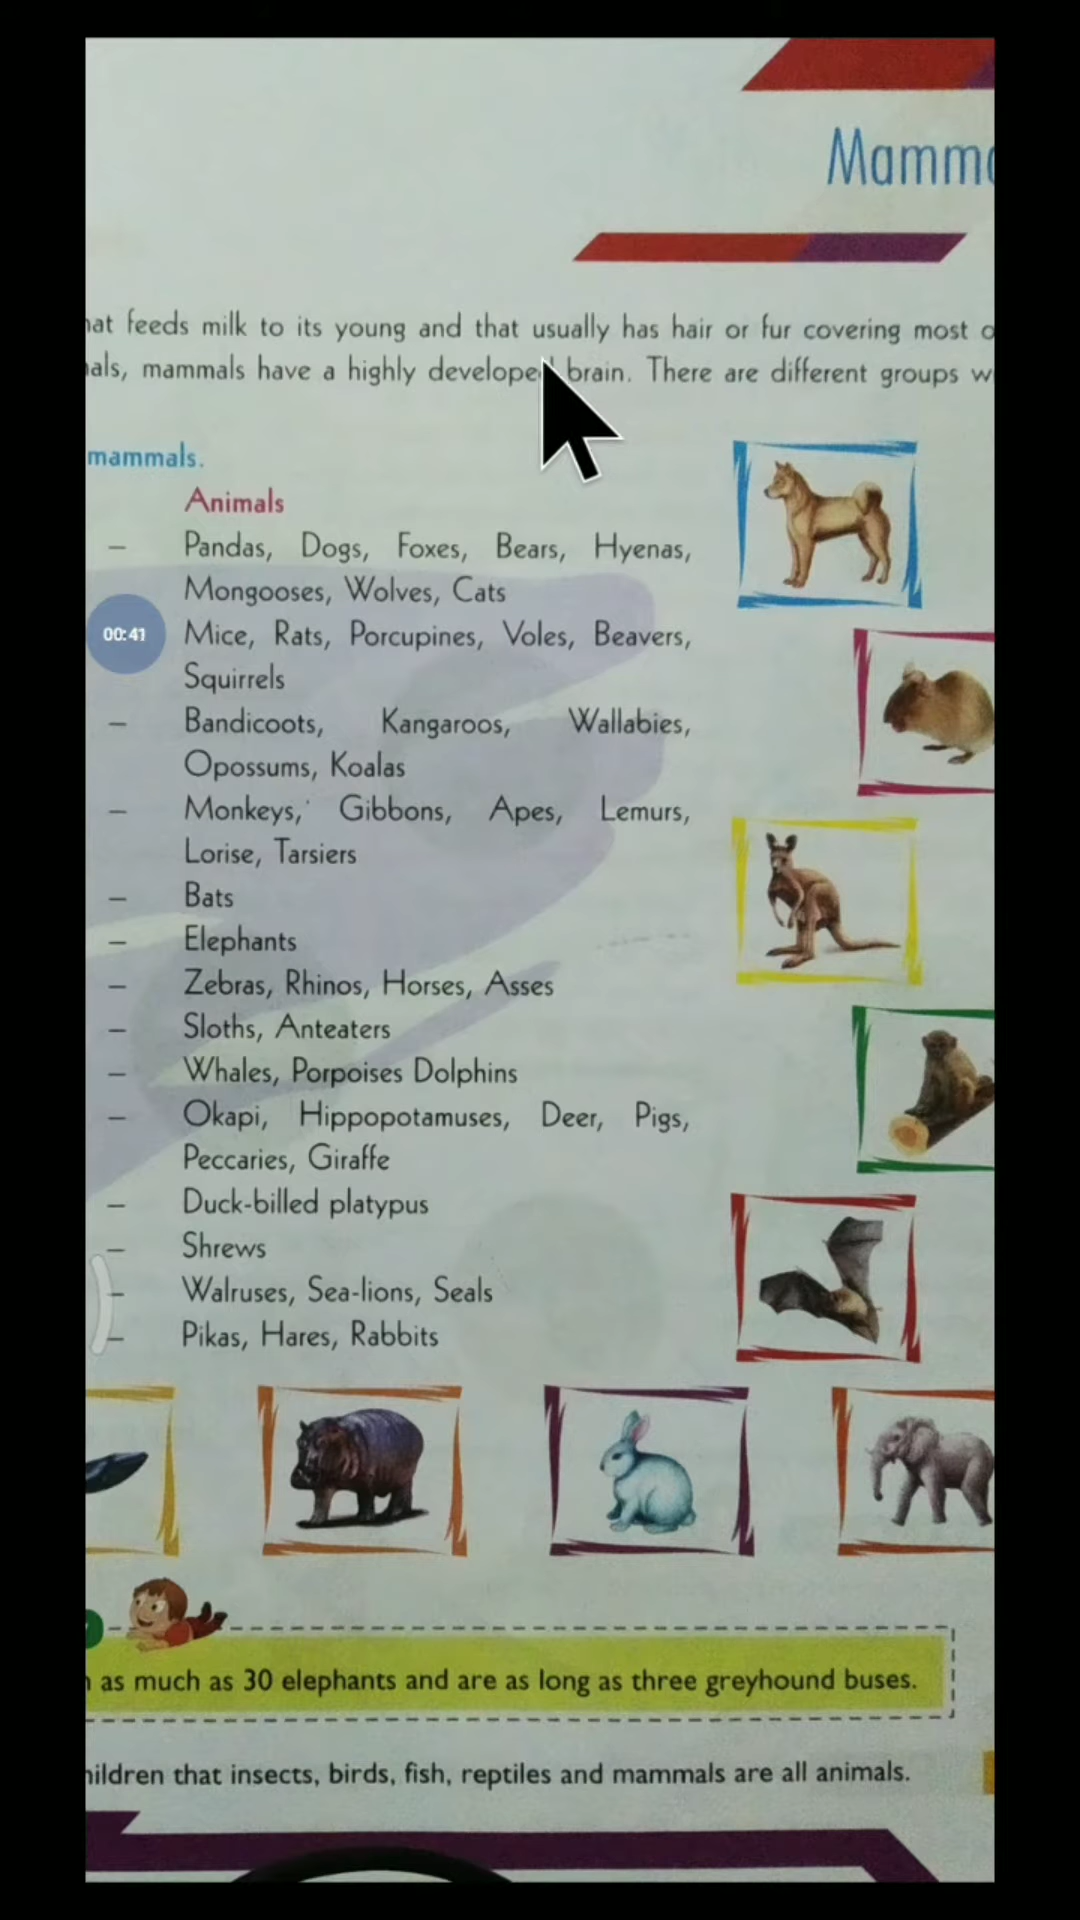 Mamma
hat feeds milk to its young and that usually has hair or fur covering most o
als, mammals have a highly developed brain. There are different groups w
mammals.
Animals
– Pandas, Dogs, Foxes, Bears, Hyenas,
Mongooses, Wolves, Cats
00:41
Mice, Rats, Porcupines, Voles, Beavers,
Squirrels
– Bandicoots, Kangaroos, Wallabies,
Opossums, Koalas
– Monkeys, Gibbons, Apes, Lemurs,
Lorise, Tarsiers
– Bats
– Elephants
– Zebras, Rhinos, Horses, Asses
– Sloths, Anteaters
– Whales, Porpoises Dolphins
– Okapi, Hippopotamuses, Deer, Pigs,
Peccaries, Giraffe
– Duck-billed platypus
– Shrews
– Walruses, Sea-lions, Seals
– Pikas, Hares, Rabbits
as much as 30 elephants and are as long as three greyhound buses.
hildren that insects, birds, fish, reptiles and mammals are all animals.